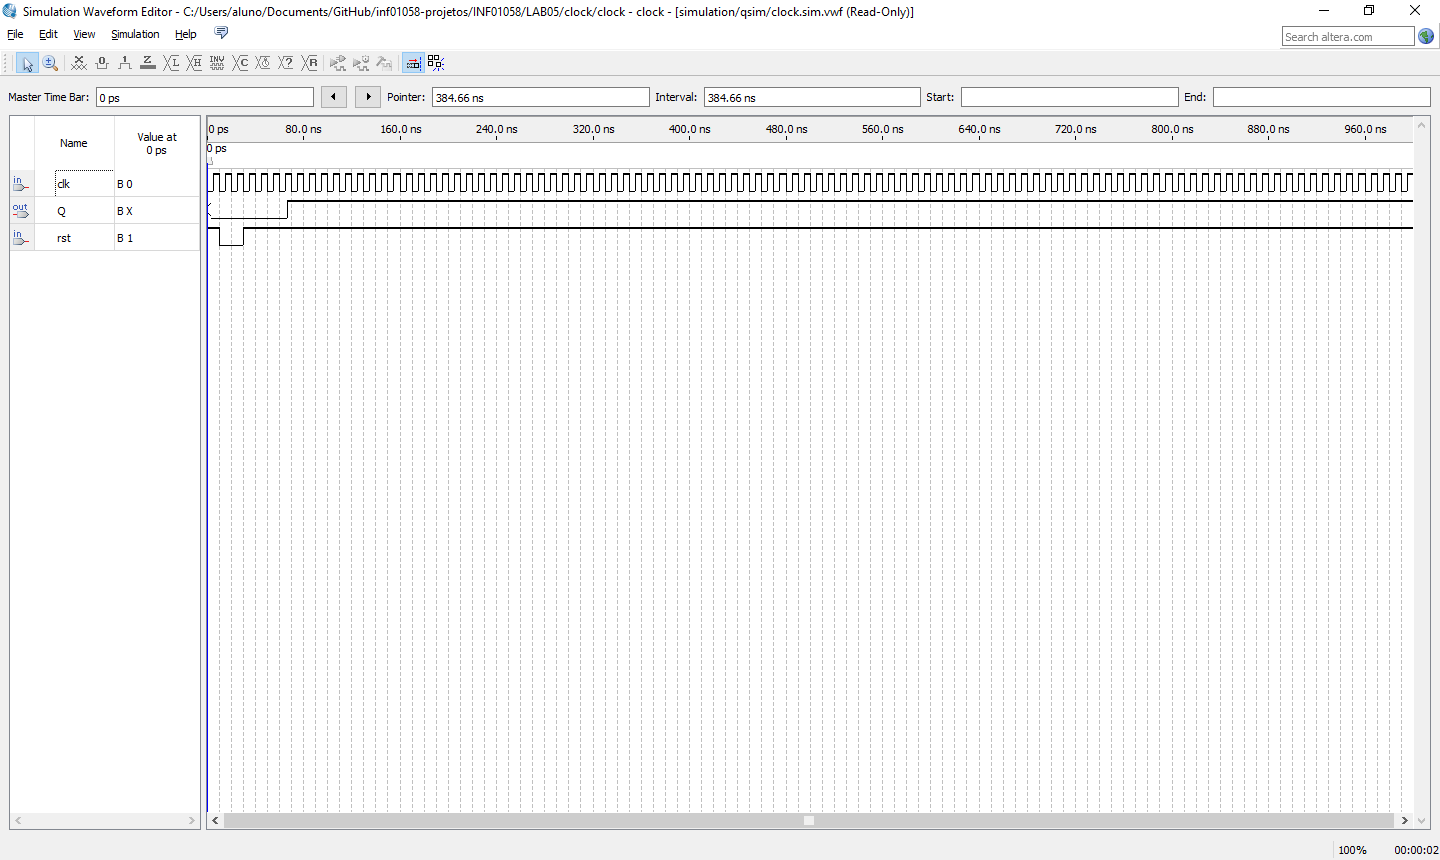 Simulation Waveform Editor - C:/Users/aluno/Documents/GitHub/inf01058-projetos/INF01058/LAB05/clock/clock - clock - [simulation/qsim/clock.sim.vwf (Read-Only)]
File Edit View Simulation Help
Search altera.com
INV
Master Time Bar: 0 ps Pointer: 384.66 ns Interval: 384.66 ns Start: End:
Name Value at 0 ps
0 ps 80.0 ns 160.0 ns 240.0 ns 320.0 ns 400.0 ns 480.0 ns 560.0 ns 640.0 ns 720.0 ns 800.0 ns 880.0 ns 960.0 ns
0 ps
in clk B 0
out Q B X
in rst B 1
100% 00:00:02